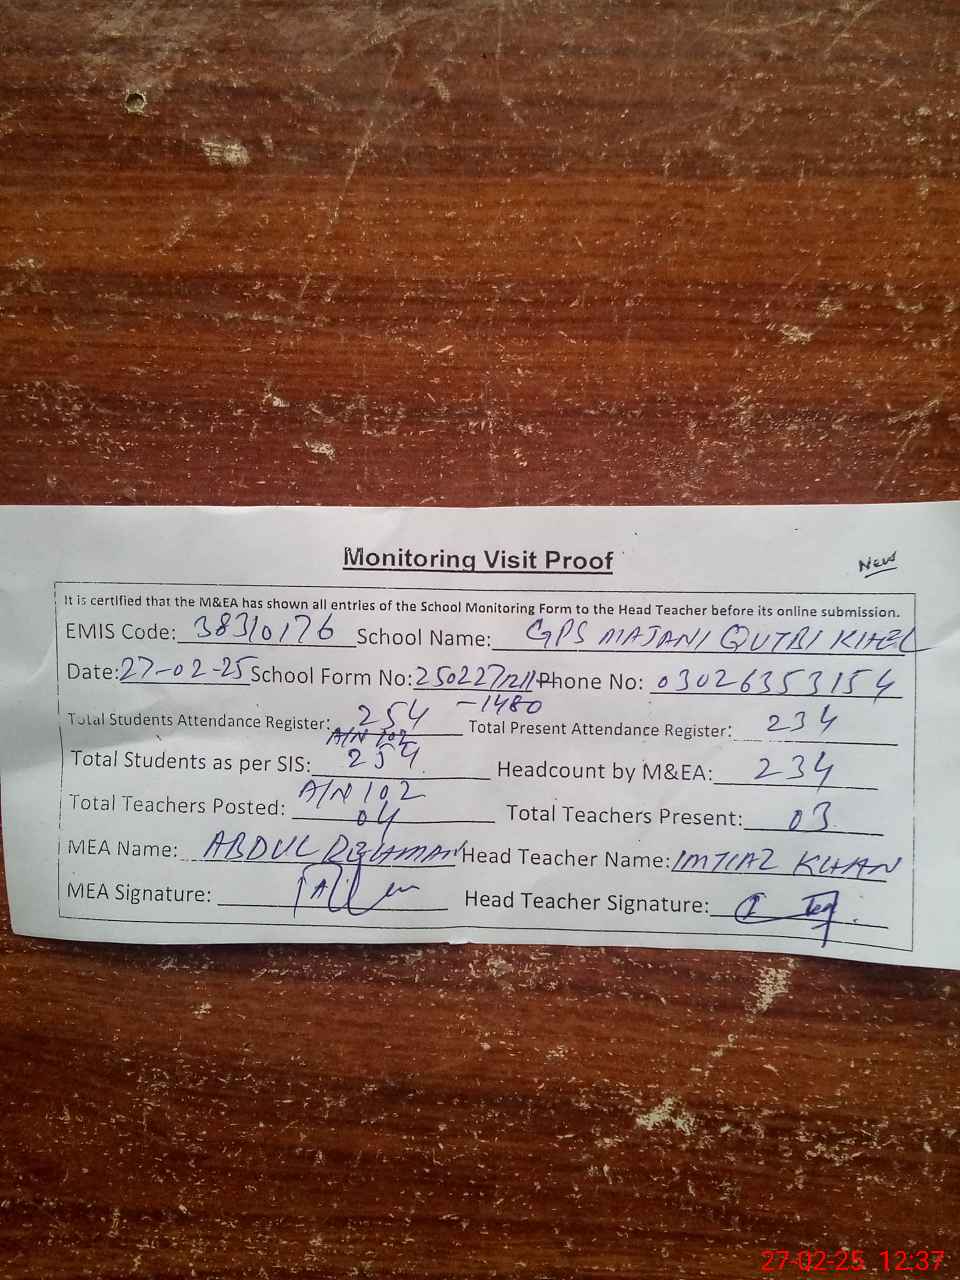 Monitoring Visit Proof
New
It is certified that the M&EA has shown all entries of the School Monitoring Form to the Head Teacher before its online submission.
EMIS Code: 38310176 School Name: GPS MAJANI QUTBI KHEL
Date: 27-02-25 School Form No: 250227121 Phone No: 03026353154
-1480
Total Students Attendance Register: 254 Total Present Attendance Register: 234
A/N 102
Total Students as per SIS: 254 Headcount by M&EA: 234
A/N 102
Total Teachers Posted: 04 Total Teachers Present: 03
MEA Name: ABDUL REHMAN Head Teacher Name: IMTIAZ KHAN
MEA Signature: Head Teacher Signature:
27-02-25 12:37